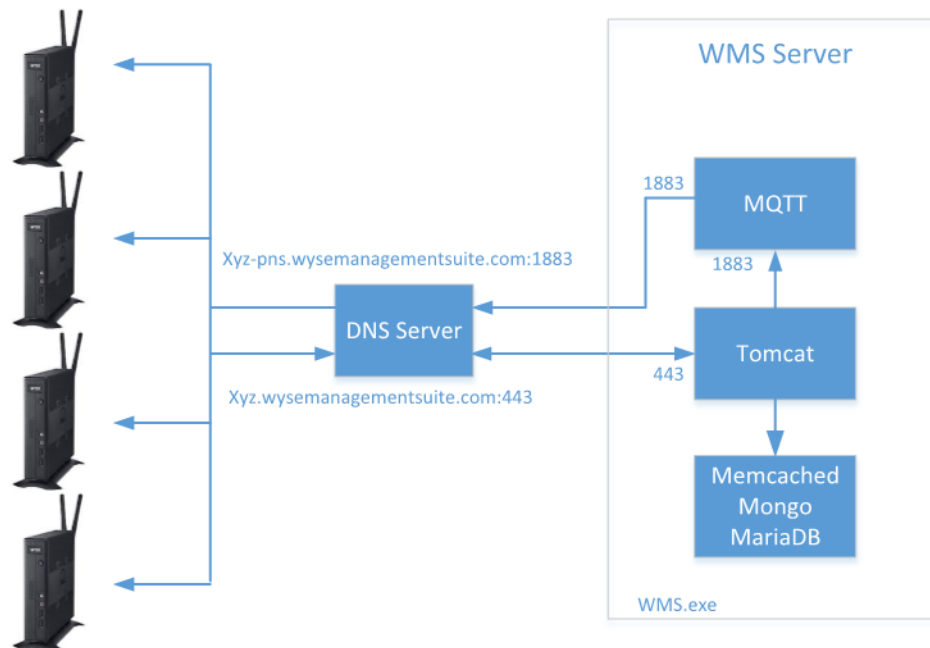 WMS Server
1883
MQTT
Xyz-pns.wysemanagementsuite.com:1883
1883
DNS Server
Tomcat
443
Xyz.wysemanagementsuite.com:443
Memcached
Mongo
MariaDB
WMS.exe